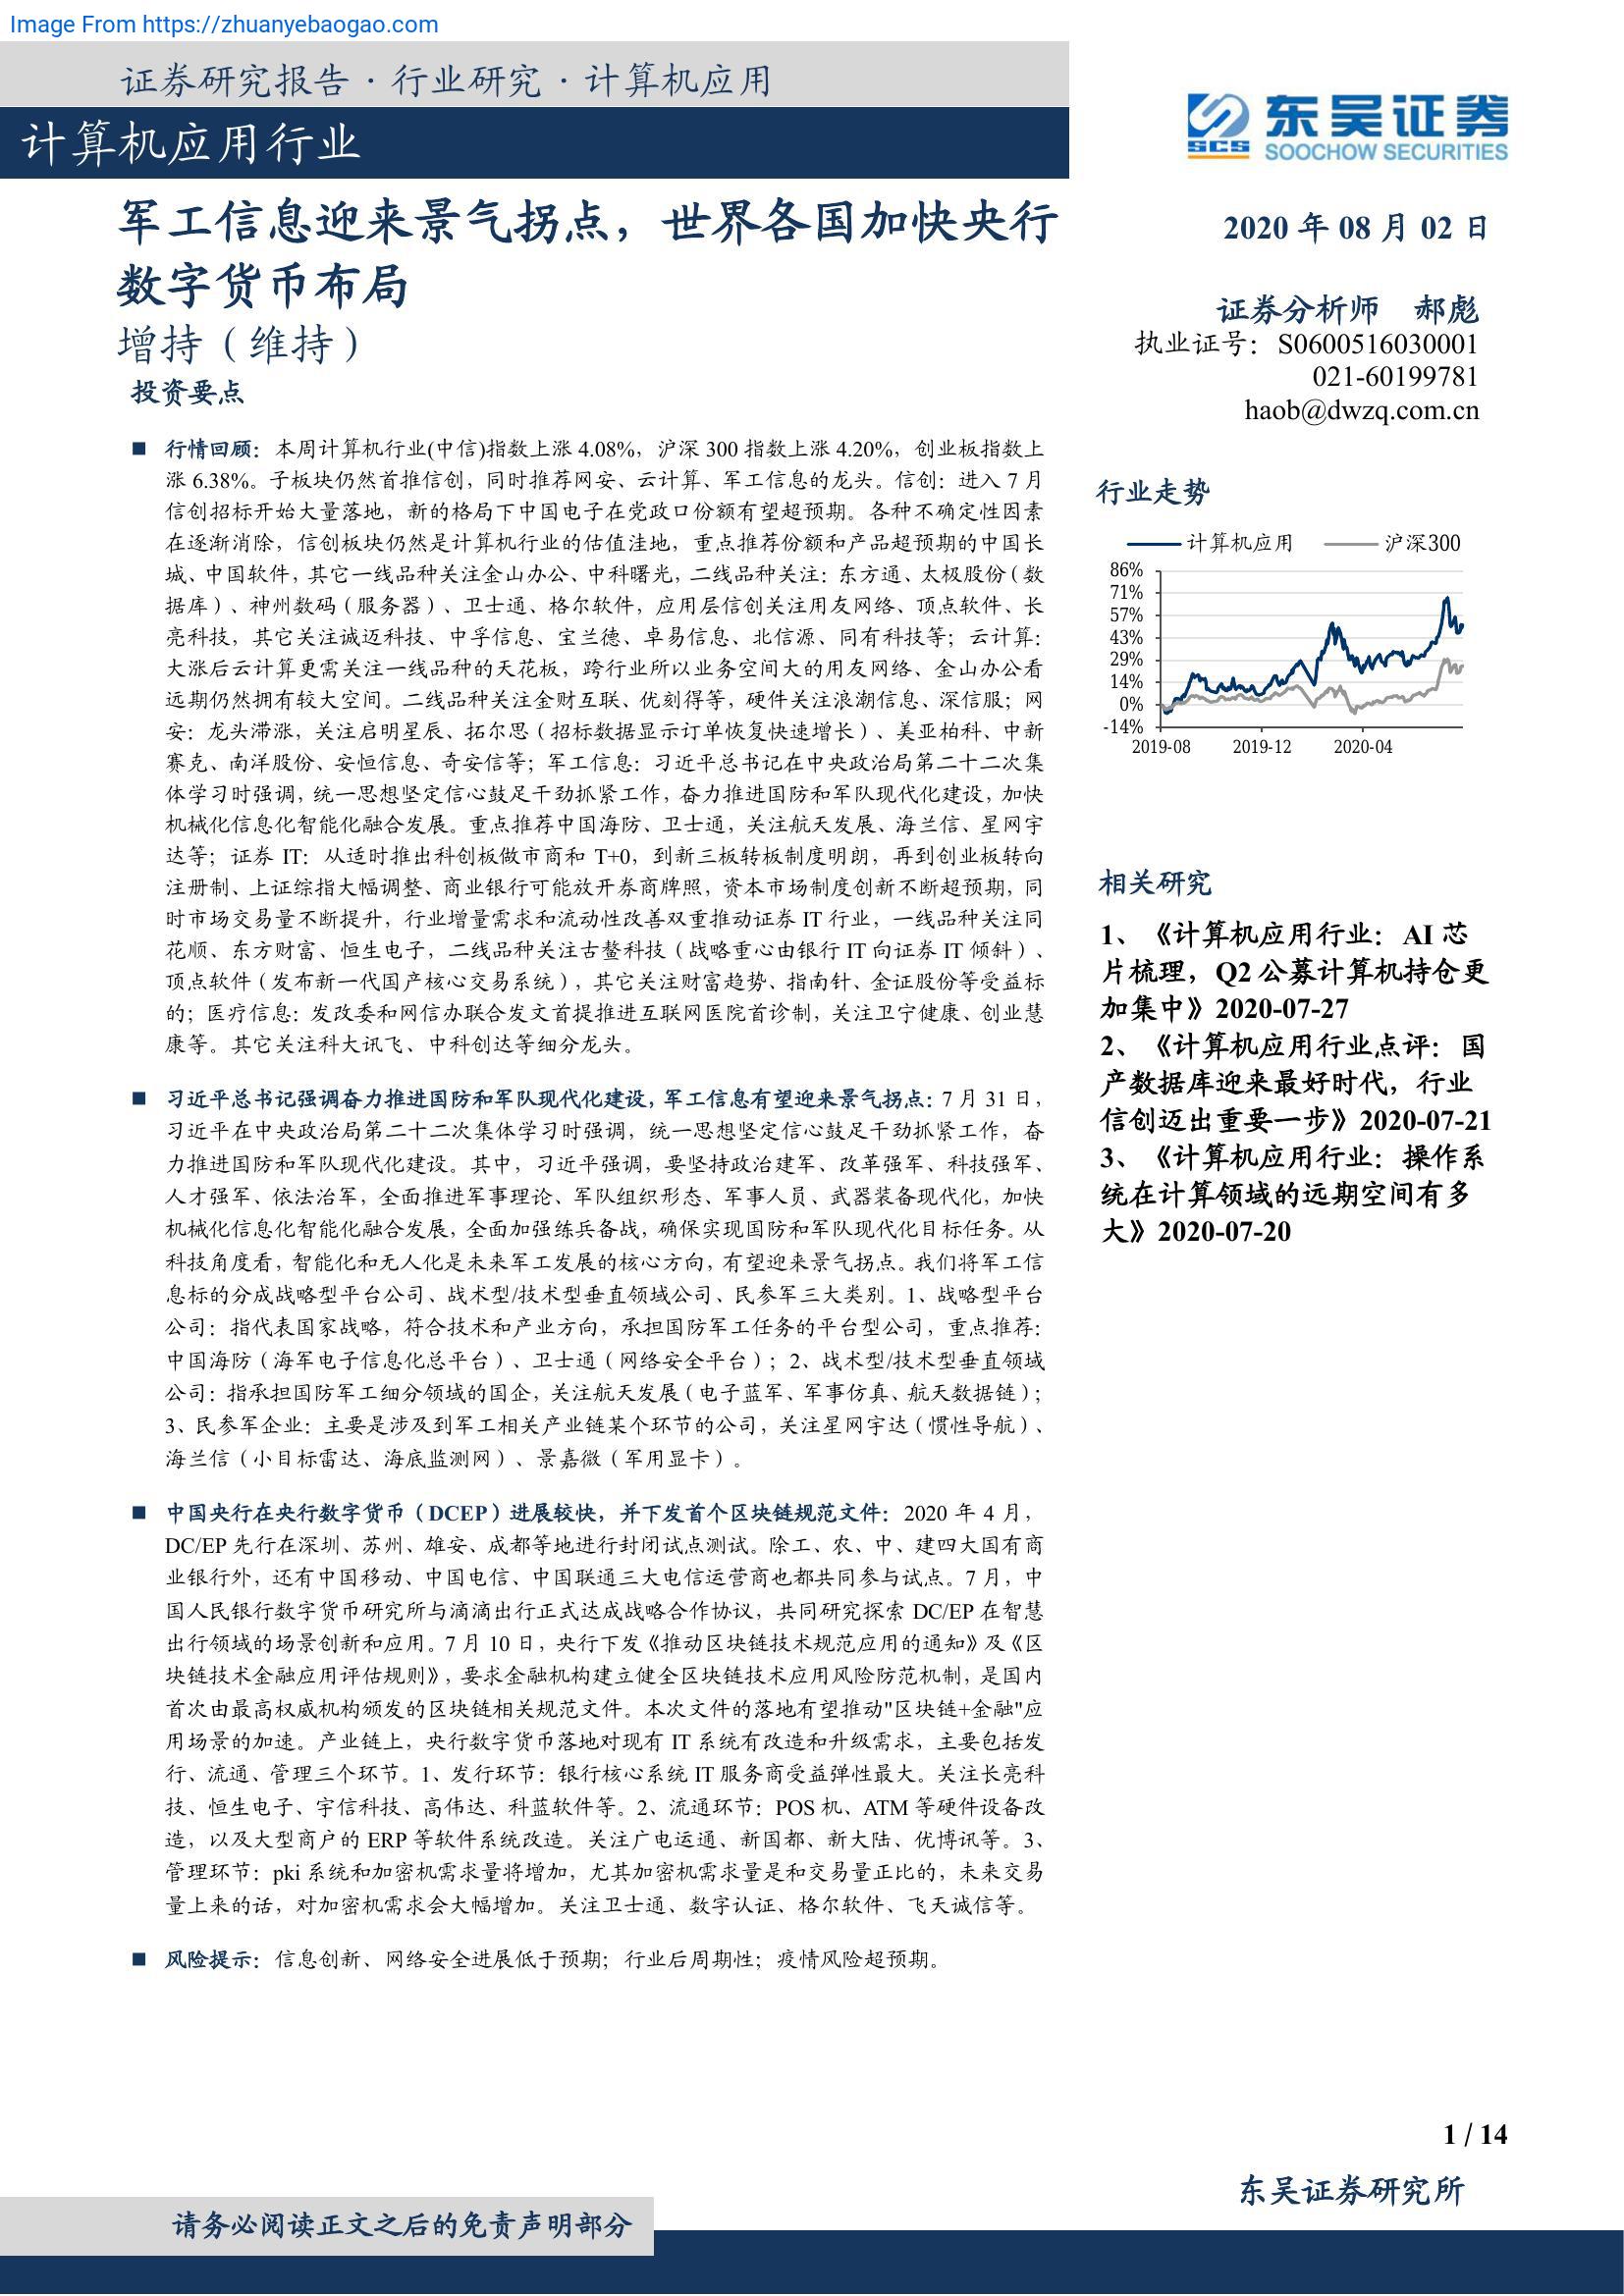 Image From https://zhuanyebaogao.com
证券研究报告·行业研究·计算机应用
计算机应用行业
东吴证券
SCS
SOOCHOW SECURITIES
军工信息迎来景气拐点，世界各国加快央行
数字货币布局
增持（维持）
投资要点
■ 行情回顾：本周计算机行业(中信)指数上涨 4.08%，沪深 300 指数上涨 4.20%，创业板指数上
涨 6.38%。子板块仍然首推信创，同时推荐网安、云计算、军工信息的龙头。信创：进入 7 月
信创招标开始大量落地，新的格局下中国电子在党政口份额有望超预期。各种不确定性因素
在逐渐消除，信创板块仍然是计算机行业的估值洼地，重点推荐份额和产品超预期的中国长
城、中国软件，其它一线品种关注金山办公、中科曙光，二线品种关注：东方通、太极股份（数
据库）、神州数码（服务器）、卫士通、格尔软件，应用层信创关注用友网络、顶点软件、长
亮科技，其它关注诚迈科技、中孚信息、宝兰德、卓易信息、北信源、同有科技等；云计算：
大涨后云计算更需关注一线品种的天花板，跨行业所以业务空间大的用友网络、金山办公看
远期仍然拥有较大空间。二线品种关注金财互联、优刻得等，硬件关注浪潮信息、深信服；网
安：龙头滞涨，关注启明星辰、拓尔思（招标数据显示订单恢复快速增长）、美亚柏科、中新
赛克、南洋股份、安恒信息、奇安信等；军工信息：习近平总书记在中央政治局第二十二次集
体学习时强调，统一思想坚定信心鼓足干劲抓紧工作，奋力推进国防和军队现代化建设，加快
机械化信息化智能化融合发展。重点推荐中国海防、卫士通，关注航天发展、海兰信、星网宇
达等；证券 IT：从适时推出科创板做市商和 T+0，到新三板转板制度明朗，再到创业板转向
注册制、上证综指大幅调整、商业银行可能放开券商牌照，资本市场制度创新不断超预期，同
时市场交易量不断提升，行业增量需求和流动性改善双重推动证券 IT 行业，一线品种关注同
花顺、东方财富、恒生电子，二线品种关注古鳌科技（战略重心由银行 IT 向证券 IT 倾斜）、
顶点软件（发布新一代国产核心交易系统），其它关注财富趋势、指南针、金证股份等受益标
的；医疗信息：发改委和网信办联合发文首提推进互联网医院首诊制，关注卫宁健康、创业慧
康等。其它关注科大讯飞、中科创达等细分龙头。
■ 习近平总书记强调奋力推进国防和军队现代化建设，军工信息有望迎来景气拐点：7 月 31 日，
习近平在中央政治局第二十二次集体学习时强调，统一思想坚定信心鼓足干劲抓紧工作，奋
力推进国防和军队现代化建设。其中，习近平强调，要坚持政治建军、改革强军、科技强军、
人才强军、依法治军，全面推进军事理论、军队组织形态、军事人员、武器装备现代化，加快
机械化信息化智能化融合发展，全面加强练兵备战，确保实现国防和军队现代化目标任务。从
科技角度看，智能化和无人化是未来军工发展的核心方向，有望迎来景气拐点。我们将军工信
息标的分成战略型平台公司、战术型/技术型垂直领域公司、民参军三大类别。1、战略型平台
公司：指代表国家战略，符合技术和产业方向，承担国防军工任务的平台型公司，重点推荐：
中国海防（海军电子信息化总平台）、卫士通（网络安全平台）；2、战术型/技术型垂直领域
公司：指承担国防军工细分领域的国企，关注航天发展（电子蓝军、军事仿真、航天数据链）；
3、民参军企业：主要是涉及到军工相关产业链某个环节的公司，关注星网宇达（惯性导航）、
海兰信（小目标雷达、海底监测网）、景嘉微（军用显卡）。
■ 中国央行在央行数字货币（DCEP）进展较快，并下发首个区块链规范文件：2020 年 4 月，
DC/EP 先行在深圳、苏州、雄安、成都等地进行封闭试点测试。除工、农、中、建四大国有商
业银行外，还有中国移动、中国电信、中国联通三大电信运营商也都共同参与试点。7 月，中
国人民银行数字货币研究所与滴滴出行正式达成战略合作协议，共同研究探索 DC/EP 在智慧
出行领域的场景创新和应用。7 月 10 日，央行下发《推动区块链技术规范应用的通知》及《区
块链技术金融应用评估规则》，要求金融机构建立健全区块链技术应用风险防范机制，是国内
首次由最高权威机构颁发的区块链相关规范文件。本次文件的落地有望推动"区块链+金融"应
用场景的加速。产业链上，央行数字货币落地对现有 IT 系统有改造和升级需求，主要包括发
行、流通、管理三个环节。1、发行环节：银行核心系统 IT 服务商受益弹性最大。关注长亮科
技、恒生电子、宇信科技、高伟达、科蓝软件等。2、流通环节：POS 机、ATM 等硬件设备改
造，以及大型商户的 ERP 等软件系统改造。关注广电运通、新国都、新大陆、优博讯等。3、
管理环节：pki 系统和加密机需求量将增加，尤其加密机需求量是和交易量正比的，未来交易
量上来的话，对加密机需求会大幅增加。关注卫士通、数字认证、格尔软件、飞天诚信等。
■ 风险提示：信息创新、网络安全进展低于预期；行业后周期性；疫情风险超预期。
2020 年 08 月 02 日
证券分析师 郝彪
执业证号：S0600516030001
021-60199781
haob@dwzq.com.cn
行业走势
计算机应用 沪深300
86%
71%
57%
43%
29%
14%
0%
-14%
2019-08 2019-12 2020-04
相关研究
1、《计算机应用行业：AI 芯
片梳理，Q2 公募计算机持仓更
加集中》2020-07-27
2、《计算机应用行业点评：国
产数据库迎来最好时代，行业
信创迈出重要一步》2020-07-21
3、《计算机应用行业：操作系
统在计算领域的远期空间有多
大》2020-07-20
1 / 14
东吴证券研究所
请务必阅读正文之后的免责声明部分